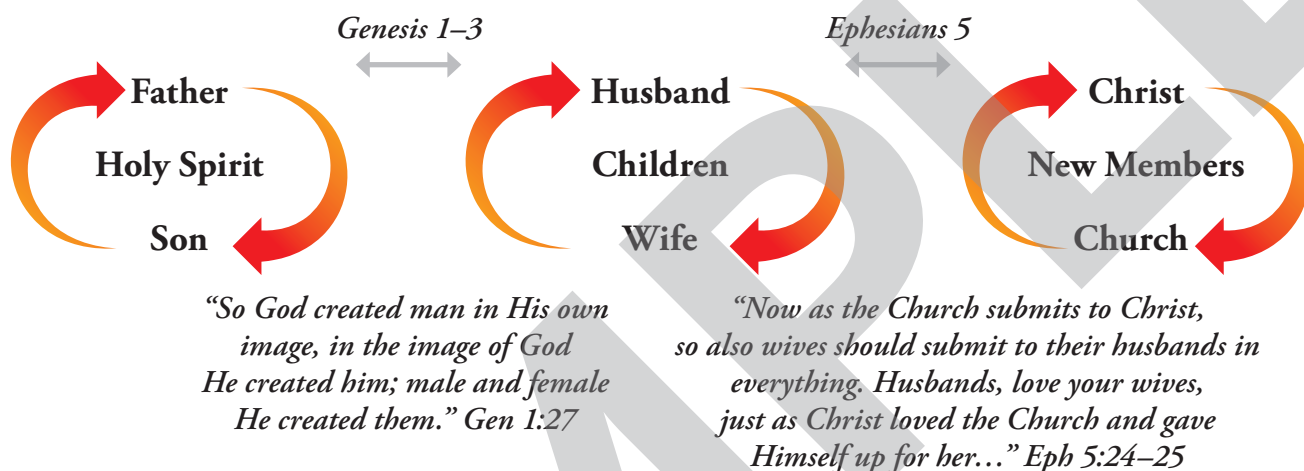 Genesis 1–3
Ephesians 5
Father
Holy Spirit
Son
Husband
Children
Wife
Christ
New Members
Church
“So God created man in His own
image, in the image of God
He created him; male and female
He created them.” Gen 1:27
“Now as the Church submits to Christ,
so also wives should submit to their husbands in
everything. Husbands, love your wives,
just as Christ loved the Church and gave
Himself up for her…” Eph 5:24–25